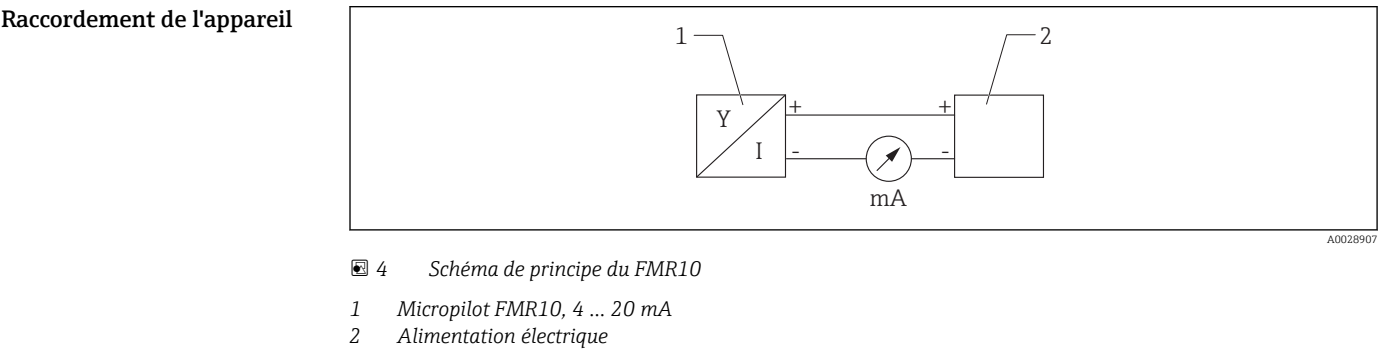 Raccordement de l'appareil
1
2
Y
I
+
+
-
-
mA
A0028907
4 Schéma de principe du FMR10
1 Micropilot FMR10, 4 ... 20 mA
2 Alimentation électrique